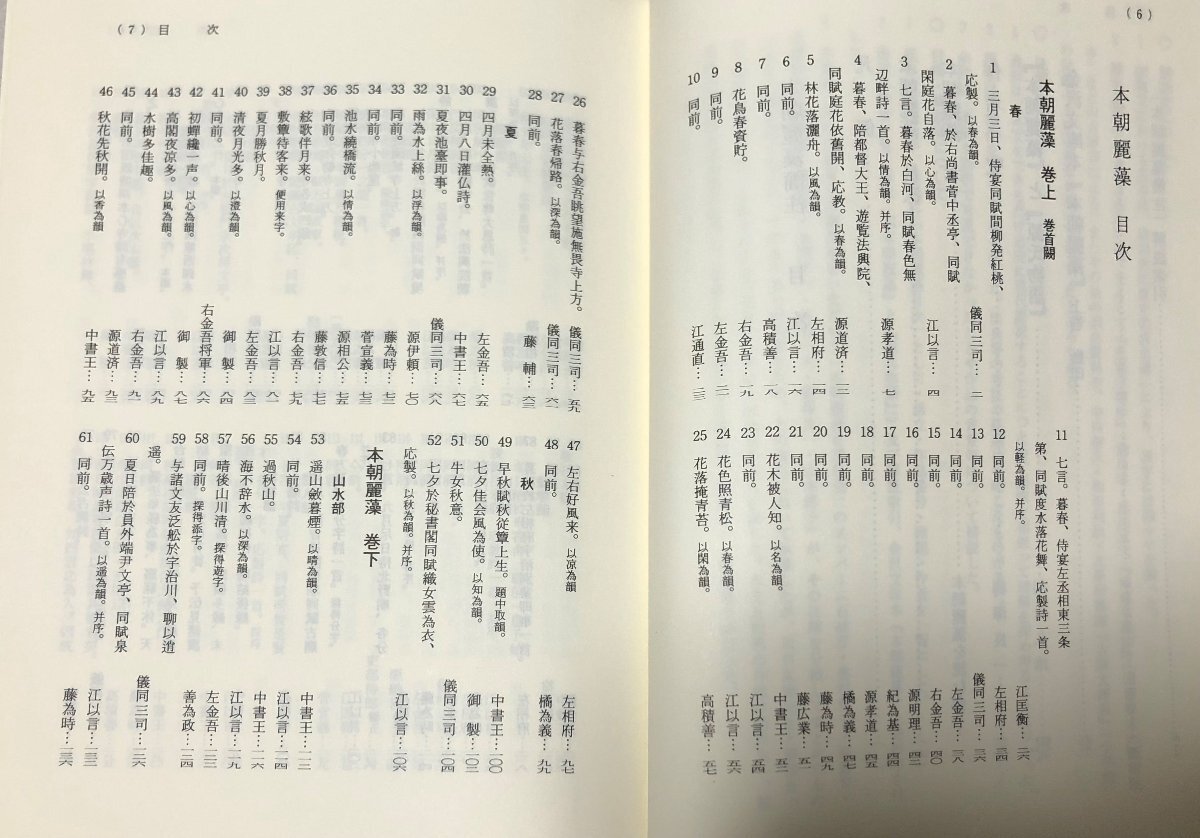 (6)
本朝麗藻　目次
本朝麗藻　巻上　巻首闕
春
1 三月三日、侍宴同賦間柳発紅桃、
応製。以春為韻。 儀同三司…二
2 暮春、於右尚書菅中丞亭、同賦
閑庭花自落。以心為韻。 江以言…四
3 七言。暮春於白河、同賦春色無
辺畔詩一首。以情為韻。并序。 源孝道…七
4 暮春、陪都督大王、遊覧法興院、
同賦庭花依旧開、応教。以春為韻。 源道済…一二
5 林花落灑舟。以風為韻。 左相府…一四
6 同前。 江以言…一六
7 同前。 高積善…一八
8 花鳥春資貯。 右金吾…一九
9 同前。 左金吾…二一
10 同前。 江通直…二三
11 七言。暮春、侍宴左丞相東三条
第、同賦度水落花舞、応製詩一首。
以軽為韻。并序。 江匡衡…二六
12 同前。 左相府…三四
13 同前。 儀同三司…三六
14 同前。 左金吾…三八
15 同前。 右金吾…四〇
16 同前。 源明理…四二
17 同前。 紀為基…四四
18 同前。 源孝道…四五
19 同前。 橘為義…四七
20 同前。 藤為時…四九
21 同前。 藤広業…五一
22 花木被人知。以名為韻。 中書王…五二
23 同前。 江以言…五四
24 花色照青松。以春為韻。 江以言…五六
25 花落掩青苔。以閑為韻。 高積善…五七
(7) 目　次
26 暮春与右金吾眺望施無畏寺上方。 儀同三司…五九
27 花落春帰路。以深為韻。 儀同三司…六一
28 同前。 藤　輔…六三
夏
29 四月未全熱。 左金吾…六五
30 四月八日灌仏詩。 中書王…六七
31 夏夜池臺即事。 儀同三司…六八
32 雨為水上絲。以浮為韻。 源伊頼…七〇
33 同前。 藤為時…七二
34 同前。 菅宣義…七三
35 池水繞橋流。以情為韻。 源相公…七五
36 同前。 藤敦信…七七
37 絃歌伴月来。 右金吾…七九
38 敷簟待客来。便用来字。 江以言…八一
39 夏月勝秋月。 左金吾…八三
40 清夜月光多。以澄為韻。 御　製…八四
41 同前。 右金吾将軍…八六
42 初蟬纔一声。以心為韻。 御　製…八七
43 高閣夜凉多。以風為韻。 江以言…八九
44 水樹多佳趣。 右金吾…九一
45 同前。 源道済…九三
46 秋花先秋開。以香為韻 中書王…九五
47 左右好風来。以凉為韻 左相府…九七
48 同前。 橘為義…九九
秋
49 早秋賦秋従簟上生。題中取韻。 中書王…一〇〇
50 七夕佳会風為使。以知為韻。 御　製…一〇二
51 牛女秋意。 儀同三司…一〇四
52 七夕於秘書閣同賦織女雲為衣、
応製。以秋為韻。并序。 江以言…一〇六
本朝麗藻　巻下
山水部
53 遥山斂暮煙。以晴為韻。 中書王…一一二
54 同前。 江以言…一一四
55 過秋山。 中書王…一一六
56 海不辞水。以深為韻。 江以言…一一九
57 晴後山川清。探得遊字。 左金吾…一二二
58 同前。探得添字。 善為政…一二四
59 与諸文友泛舩於宇治川、聊以逍
遥。 儀同三司…一二六
60 夏日陪於員外端尹文亭、同賦泉
伝万歳声詩一首。以遥為韻。并序。 江以言…一三二
61 同前。 藤為時…一三六